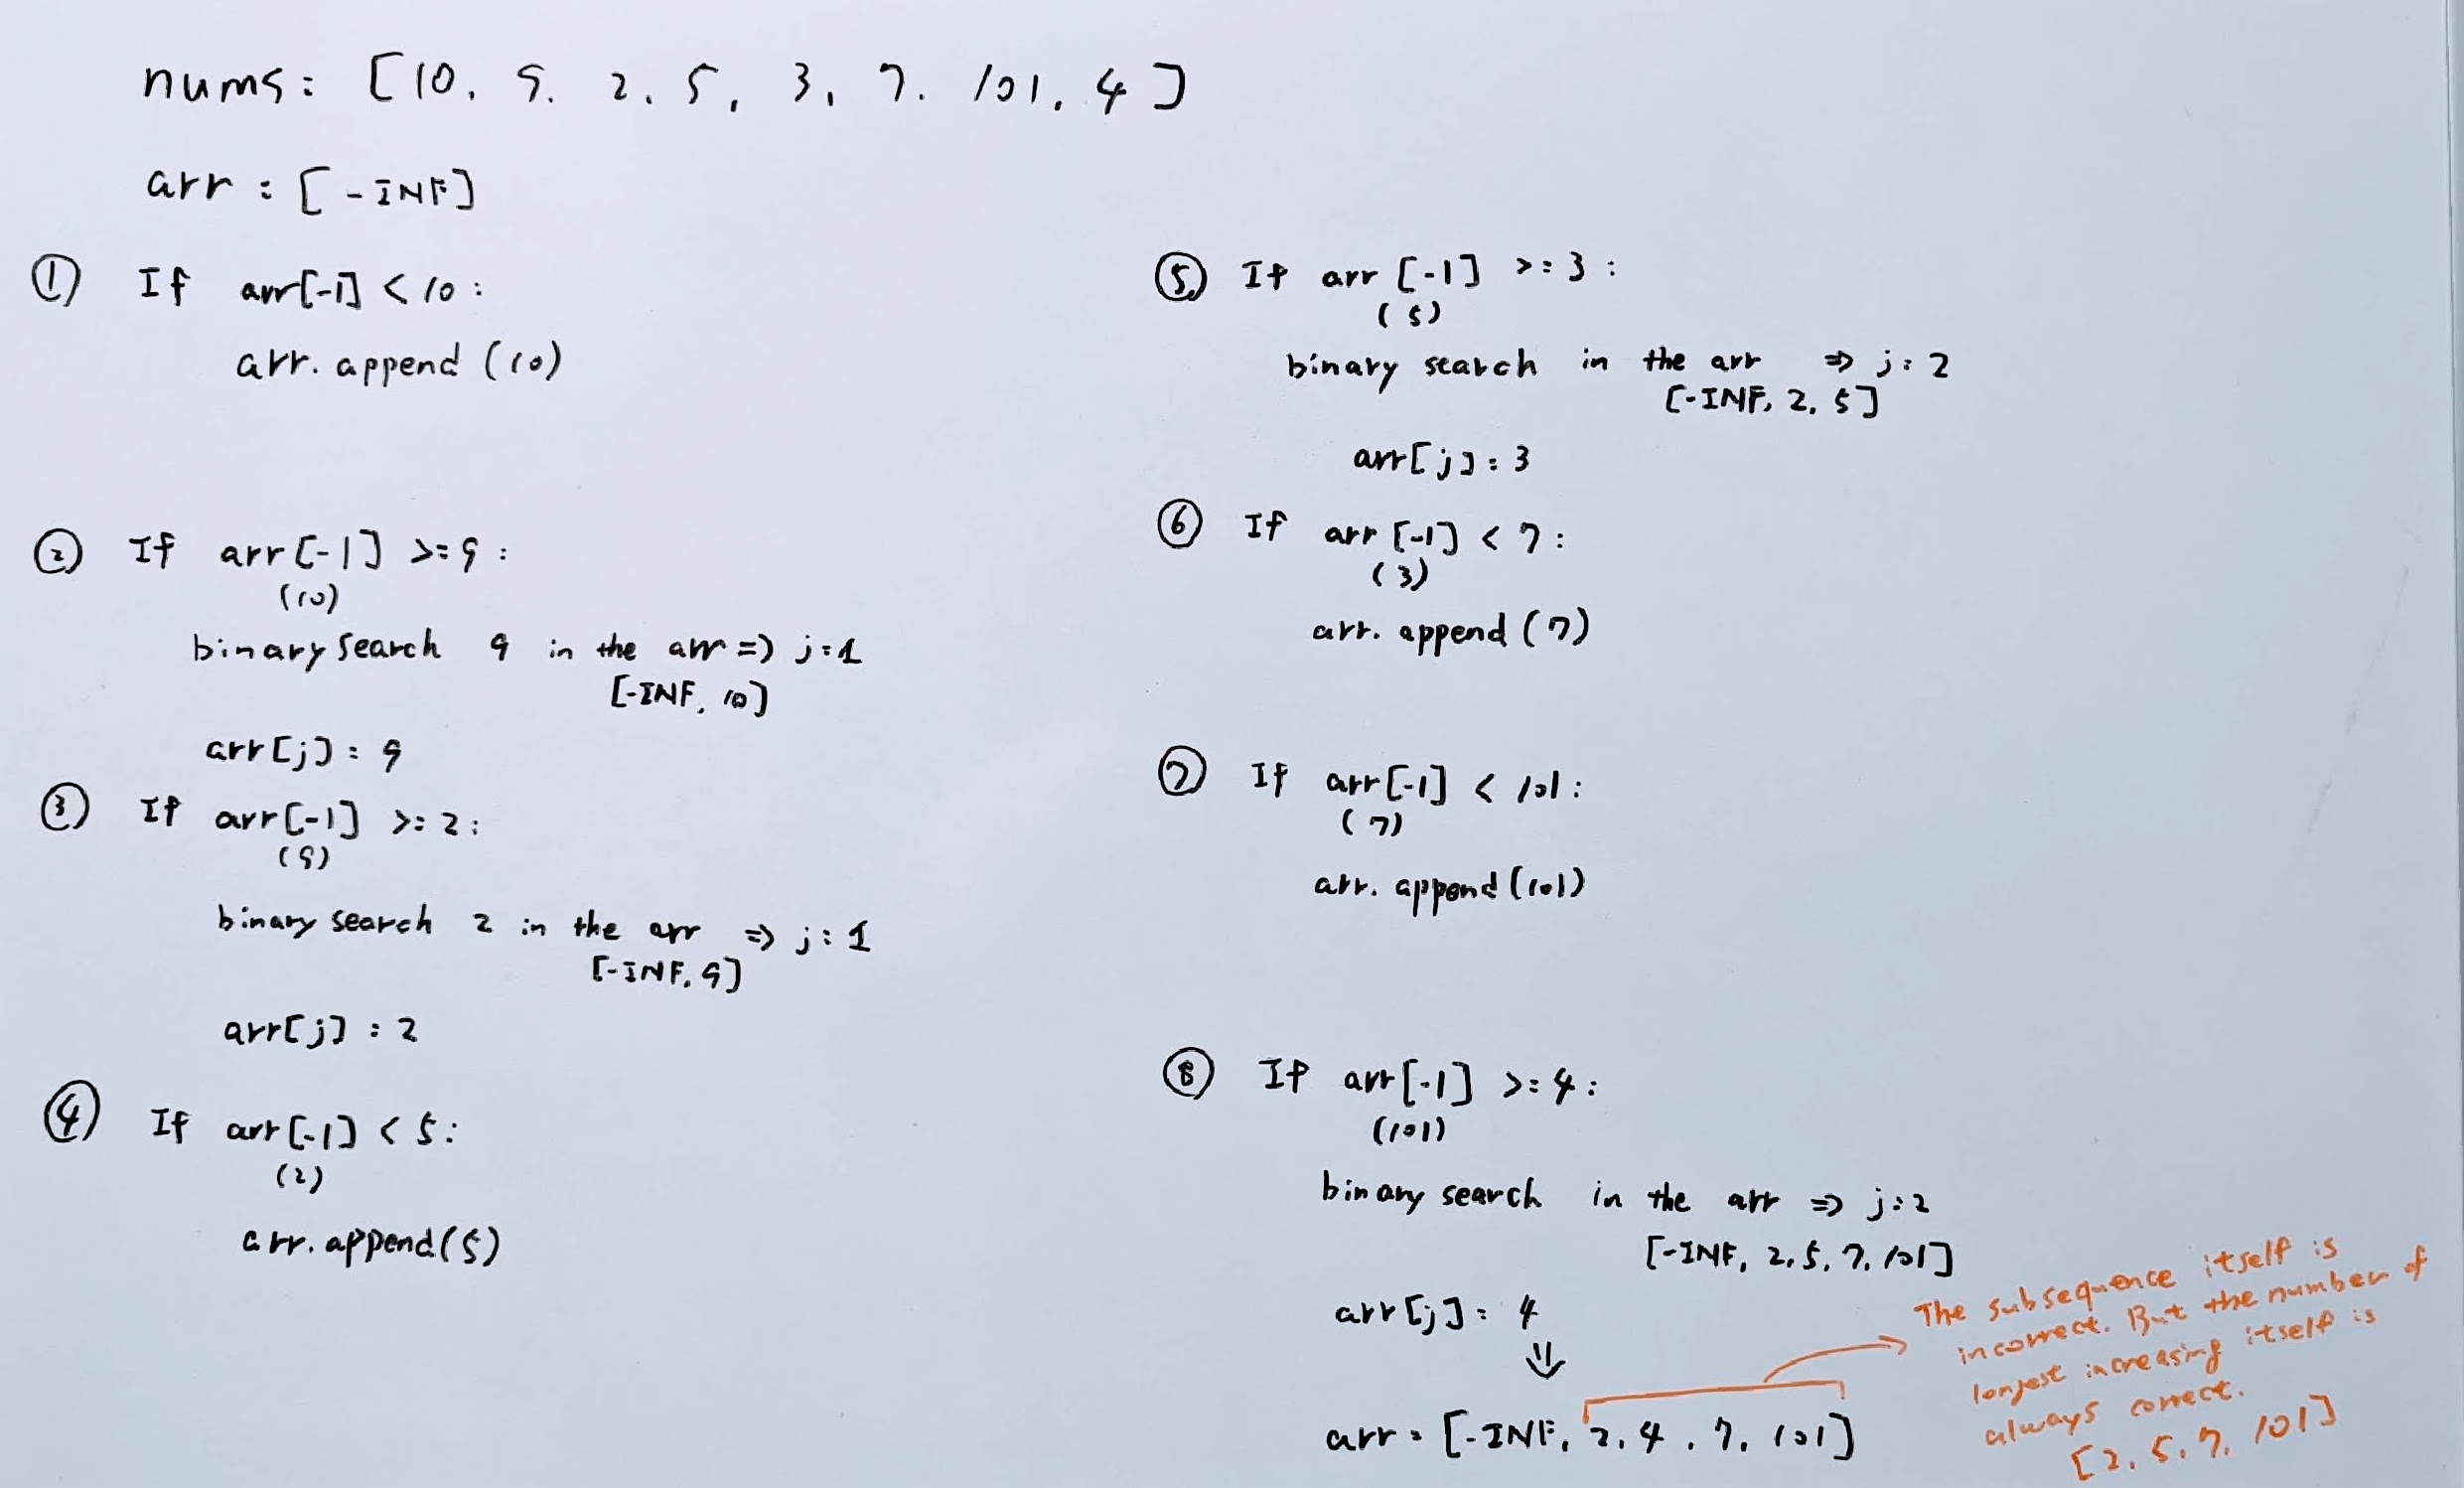 nums: [10, 9, 2, 5, 3, 7, 101, 4]
arr : [-INF]
① If arr[-1] < 10 :
arr. append (10)
② If arr[-1] >= 9 :
(10)
binary search 9 in the arr => j = 1
[-INF, 10]
arr[j] = 9
③ If arr[-1] >= 2 :
(9)
binary search 2 in the arr => j = 1
[-INF, 9]
arr[j] = 2
④ If arr[-1] < 5 :
(2)
arr. append(5)
⑤ If arr [-1] >= 3 :
(5)
binary search in the arr => j = 2
[-INF, 2, 5]
arr[j] = 3
⑥ If arr [-1] < 7 :
(3)
arr. append (7)
⑦ If arr[-1] < 101 :
(7)
arr. append (101)
⑧ If arr[-1] >= 4 :
(101)
binary search in the arr => j = 2
[-INF, 2, 5, 7, 101]
arr[j] = 4
⇓
arr = [-INF, 2, 4, 7, 101]
The subsequence itself is
incorrect. But the number of
longest increasing itself is
always correct.
[2, 5, 7, 101]